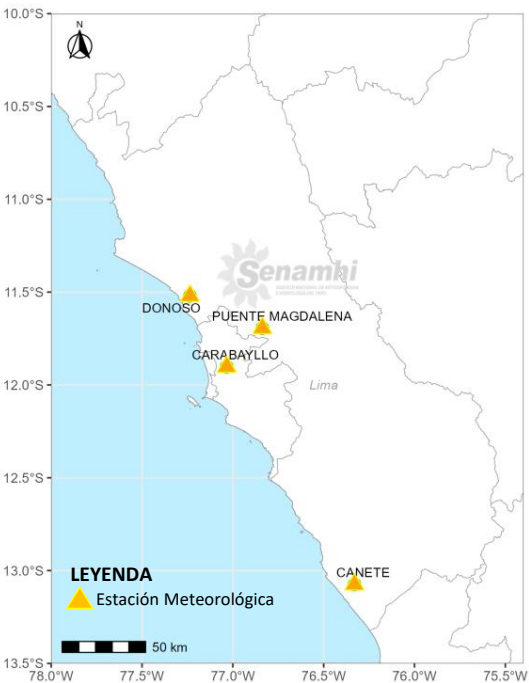 10.0°S
N
10.5°S
11.0°S
Senamhi
11.5°S
DONOSO
PUENTE MAGDALENA
CARABAYLLO
12.0°S
Lima
12.5°S
13.0°S
CANETE
LEYENDA
Estación Meteorológica
50 km
13.5°S
78.0°W 77.5°W 77.0°W 76.5°W 76.0°W 75.5°W